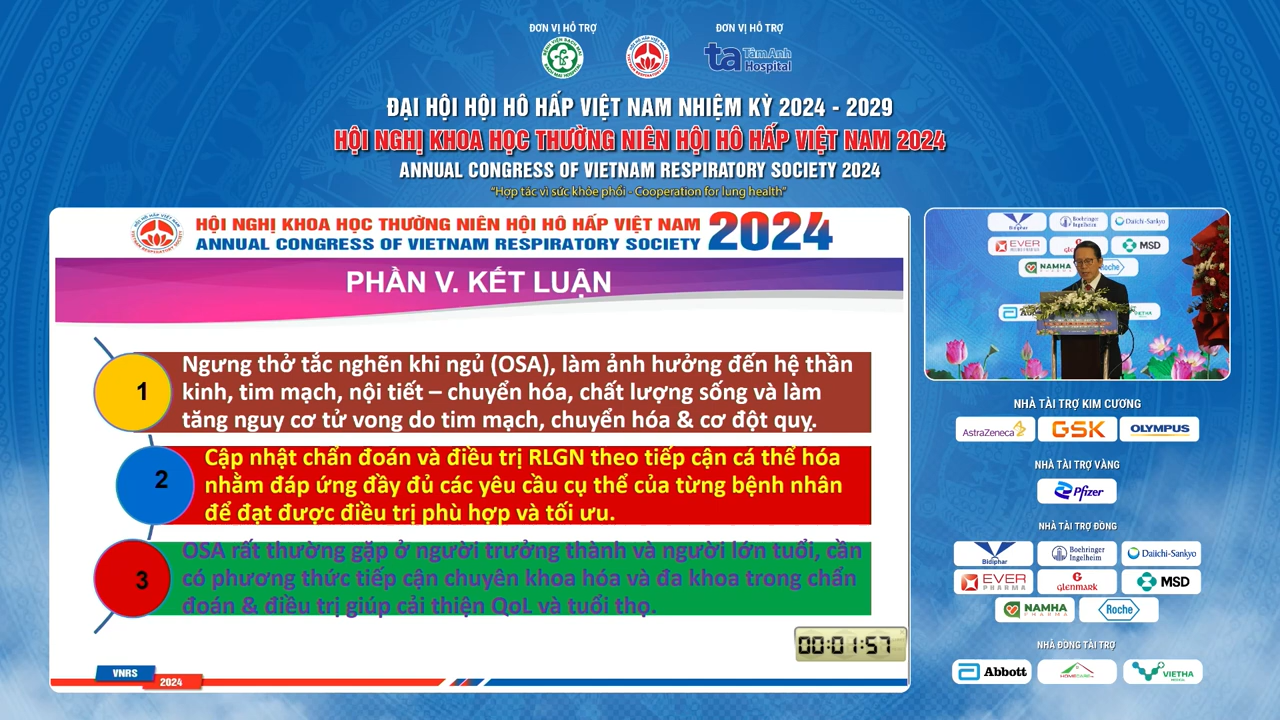 ĐƠN VỊ HỖ TRỢ
ĐƠN VỊ HỖ TRỢ
ta TâmAnh
Hospital
ĐẠI HỘI HỘI HÔ HẤP VIỆT NAM NHIỆM KỲ 2024 - 2029
HỘI NGHỊ KHOA HỌC THƯỜNG NIÊN HỘI HÔ HẤP VIỆT NAM 2024
ANNUAL CONGRESS OF VIETNAM RESPIRATORY SOCIETY 2024
“Hợp tác vì sức khỏe phổi - Cooperation for lung health”
HỘI NGHỊ KHOA HỌC THƯỜNG NIÊN HỘI HÔ HẤP VIỆT NAM
ANNUAL CONGRESS OF VIETNAM RESPIRATORY SOCIETY
2024
PHẦN V. KẾT LUẬN
1
Ngưng thở tắc nghẽn khi ngủ (OSA), làm ảnh hưởng đến hệ thần
kinh, tim mạch, nội tiết – chuyển hóa, chất lượng sống và làm
tăng nguy cơ tử vong do tim mạch, chuyển hóa & cơ đột quỵ.
2
Cập nhật chẩn đoán và điều trị RLGN theo tiếp cận cá thể hóa
nhằm đáp ứng đầy đủ các yêu cầu cụ thể của từng bệnh nhân
để đạt được điều trị phù hợp và tối ưu.
3
OSA rất thường gặp ở người trưởng thành và người lớn tuổi, cần
có phương thức tiếp cận chuyên khoa hóa và đa khoa trong chẩn
đoán & điều trị giúp cải thiện QoL và tuổi thọ.
00:01:57
VNRS
2024
Bidiphar
Boehringer
Ingelheim
Daiichi-Sankyo
EVER
MSD
NAMHA
PHARMA
Roche
NHÀ TÀI TRỢ KIM CƯƠNG
AstraZeneca
GSK
OLYMPUS
NHÀ TÀI TRỢ VÀNG
Pfizer
NHÀ TÀI TRỢ ĐỒNG
Bidiphar
Boehringer
Ingelheim
Daiichi-Sankyo
EVER
PHARMA
GLENMARK
MSD
NAMHA
PHARMA
Roche
NHÀ ĐỒNG TÀI TRỢ
Abbott
HOMECARE
VIETHA
MEDICAL